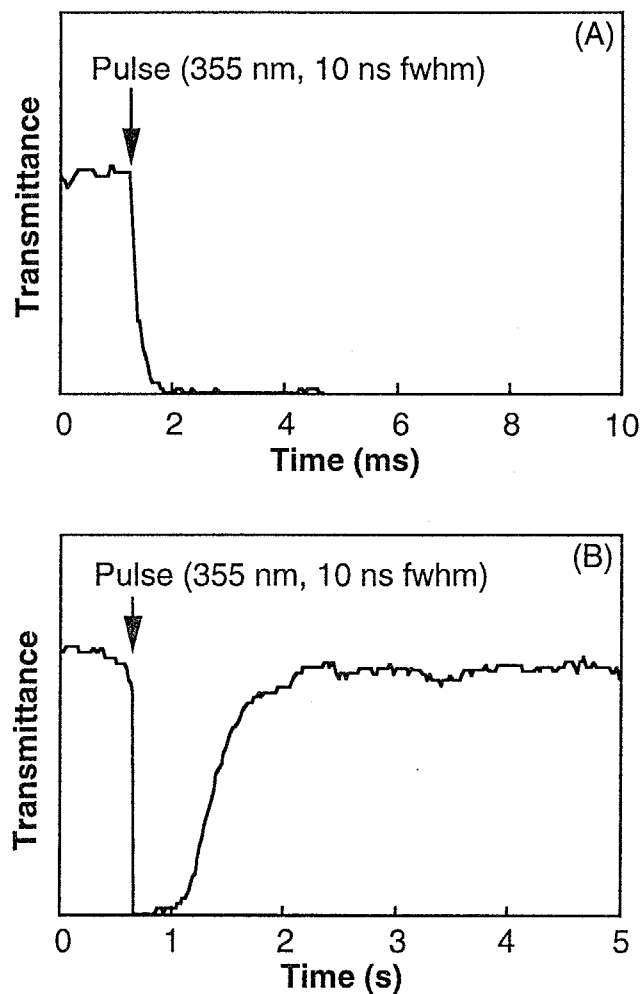 (A)
Pulse (355 nm, 10 ns fwhm)
Transmittance
0 2 4 6 8 10
Time (ms)
(B)
Pulse (355 nm, 10 ns fwhm)
Transmittance
0 1 2 3 4 5
Time (s)